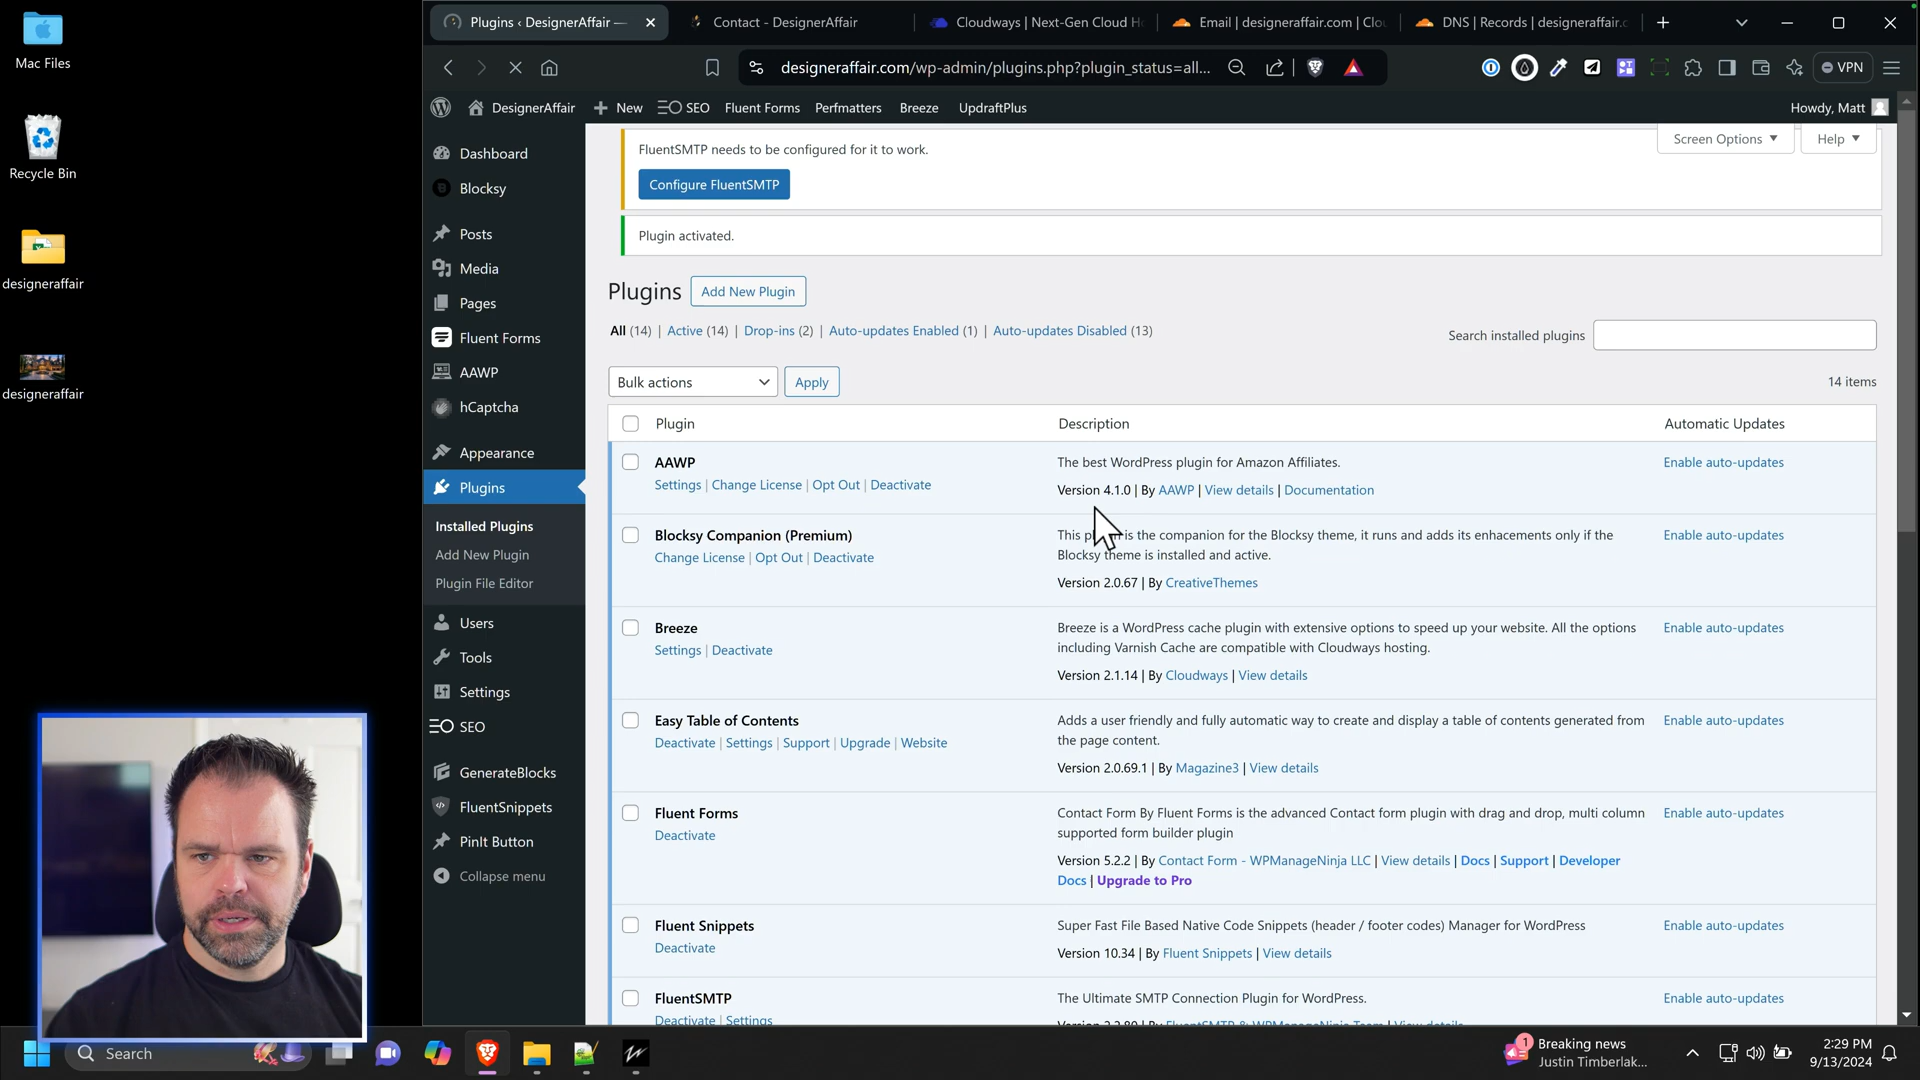 Mac Files
Recycle Bin
designeraffair
designeraffair
Plugins ‹ DesignerAffair —
Contact - DesignerAffair
Cloudways | Next-Gen Cloud Ho
Email | designeraffair.com | Clou
DNS | Records | designeraffair.c
designeraffair.com/wp-admin/plugins.php?plugin_status=all...
VPN
DesignerAffair
New
SEO
Fluent Forms
Perfmatters
Breeze
UpdraftPlus
Howdy, Matt
Dashboard
Blocksy
Posts
Media
Pages
Fluent Forms
AAWP
hCaptcha
Appearance
Plugins
Installed Plugins
Add New Plugin
Plugin File Editor
Users
Tools
Settings
SEO
GenerateBlocks
FluentSnippets
PinIt Button
Collapse menu
Screen Options
Help
FluentSMTP needs to be configured for it to work.
Configure FluentSMTP
Plugin activated.
Plugins
Add New Plugin
All (14) | Active (14) | Drop-ins (2) | Auto-updates Enabled (1) | Auto-updates Disabled (13)
Search installed plugins
Bulk actions
Apply
14 items
Plugin
Description
Automatic Updates
AAWP
Settings | Change License | Opt Out | Deactivate
The best WordPress plugin for Amazon Affiliates.
Version 4.1.0 | By AAWP | View details | Documentation
Enable auto-updates
Blocksy Companion (Premium)
Change License | Opt Out | Deactivate
This is the companion for the Blocksy theme, it runs and adds its enhacements only if the
Blocksy theme is installed and active.
Version 2.0.67 | By CreativeThemes
Enable auto-updates
Breeze
Settings | Deactivate
Breeze is a WordPress cache plugin with extensive options to speed up your website. All the options
including Varnish Cache are compatible with Cloudways hosting.
Version 2.1.14 | By Cloudways | View details
Enable auto-updates
Easy Table of Contents
Deactivate | Settings | Support | Upgrade | Website
Adds a user friendly and fully automatic way to create and display a table of contents generated from
the page content.
Version 2.0.69.1 | By Magazine3 | View details
Enable auto-updates
Fluent Forms
Deactivate
Contact Form By Fluent Forms is the advanced Contact form plugin with drag and drop, multi column
supported form builder plugin
Version 5.2.2 | By Contact Form - WPManageNinja LLC | View details | Docs | Support | Developer
Docs | Upgrade to Pro
Enable auto-updates
Fluent Snippets
Deactivate
Super Fast File Based Native Code Snippets (header / footer codes) Manager for WordPress
Version 10.34 | By Fluent Snippets | View details
Enable auto-updates
FluentSMTP
Deactivate | Settings
The Ultimate SMTP Connection Plugin for WordPress.
Version 2.2.80 | By FluentSMTP & WPManageNinja Team | View details
Enable auto-updates
Search
1
Breaking news
Justin Timberlak...
2:29 PM
9/13/2024